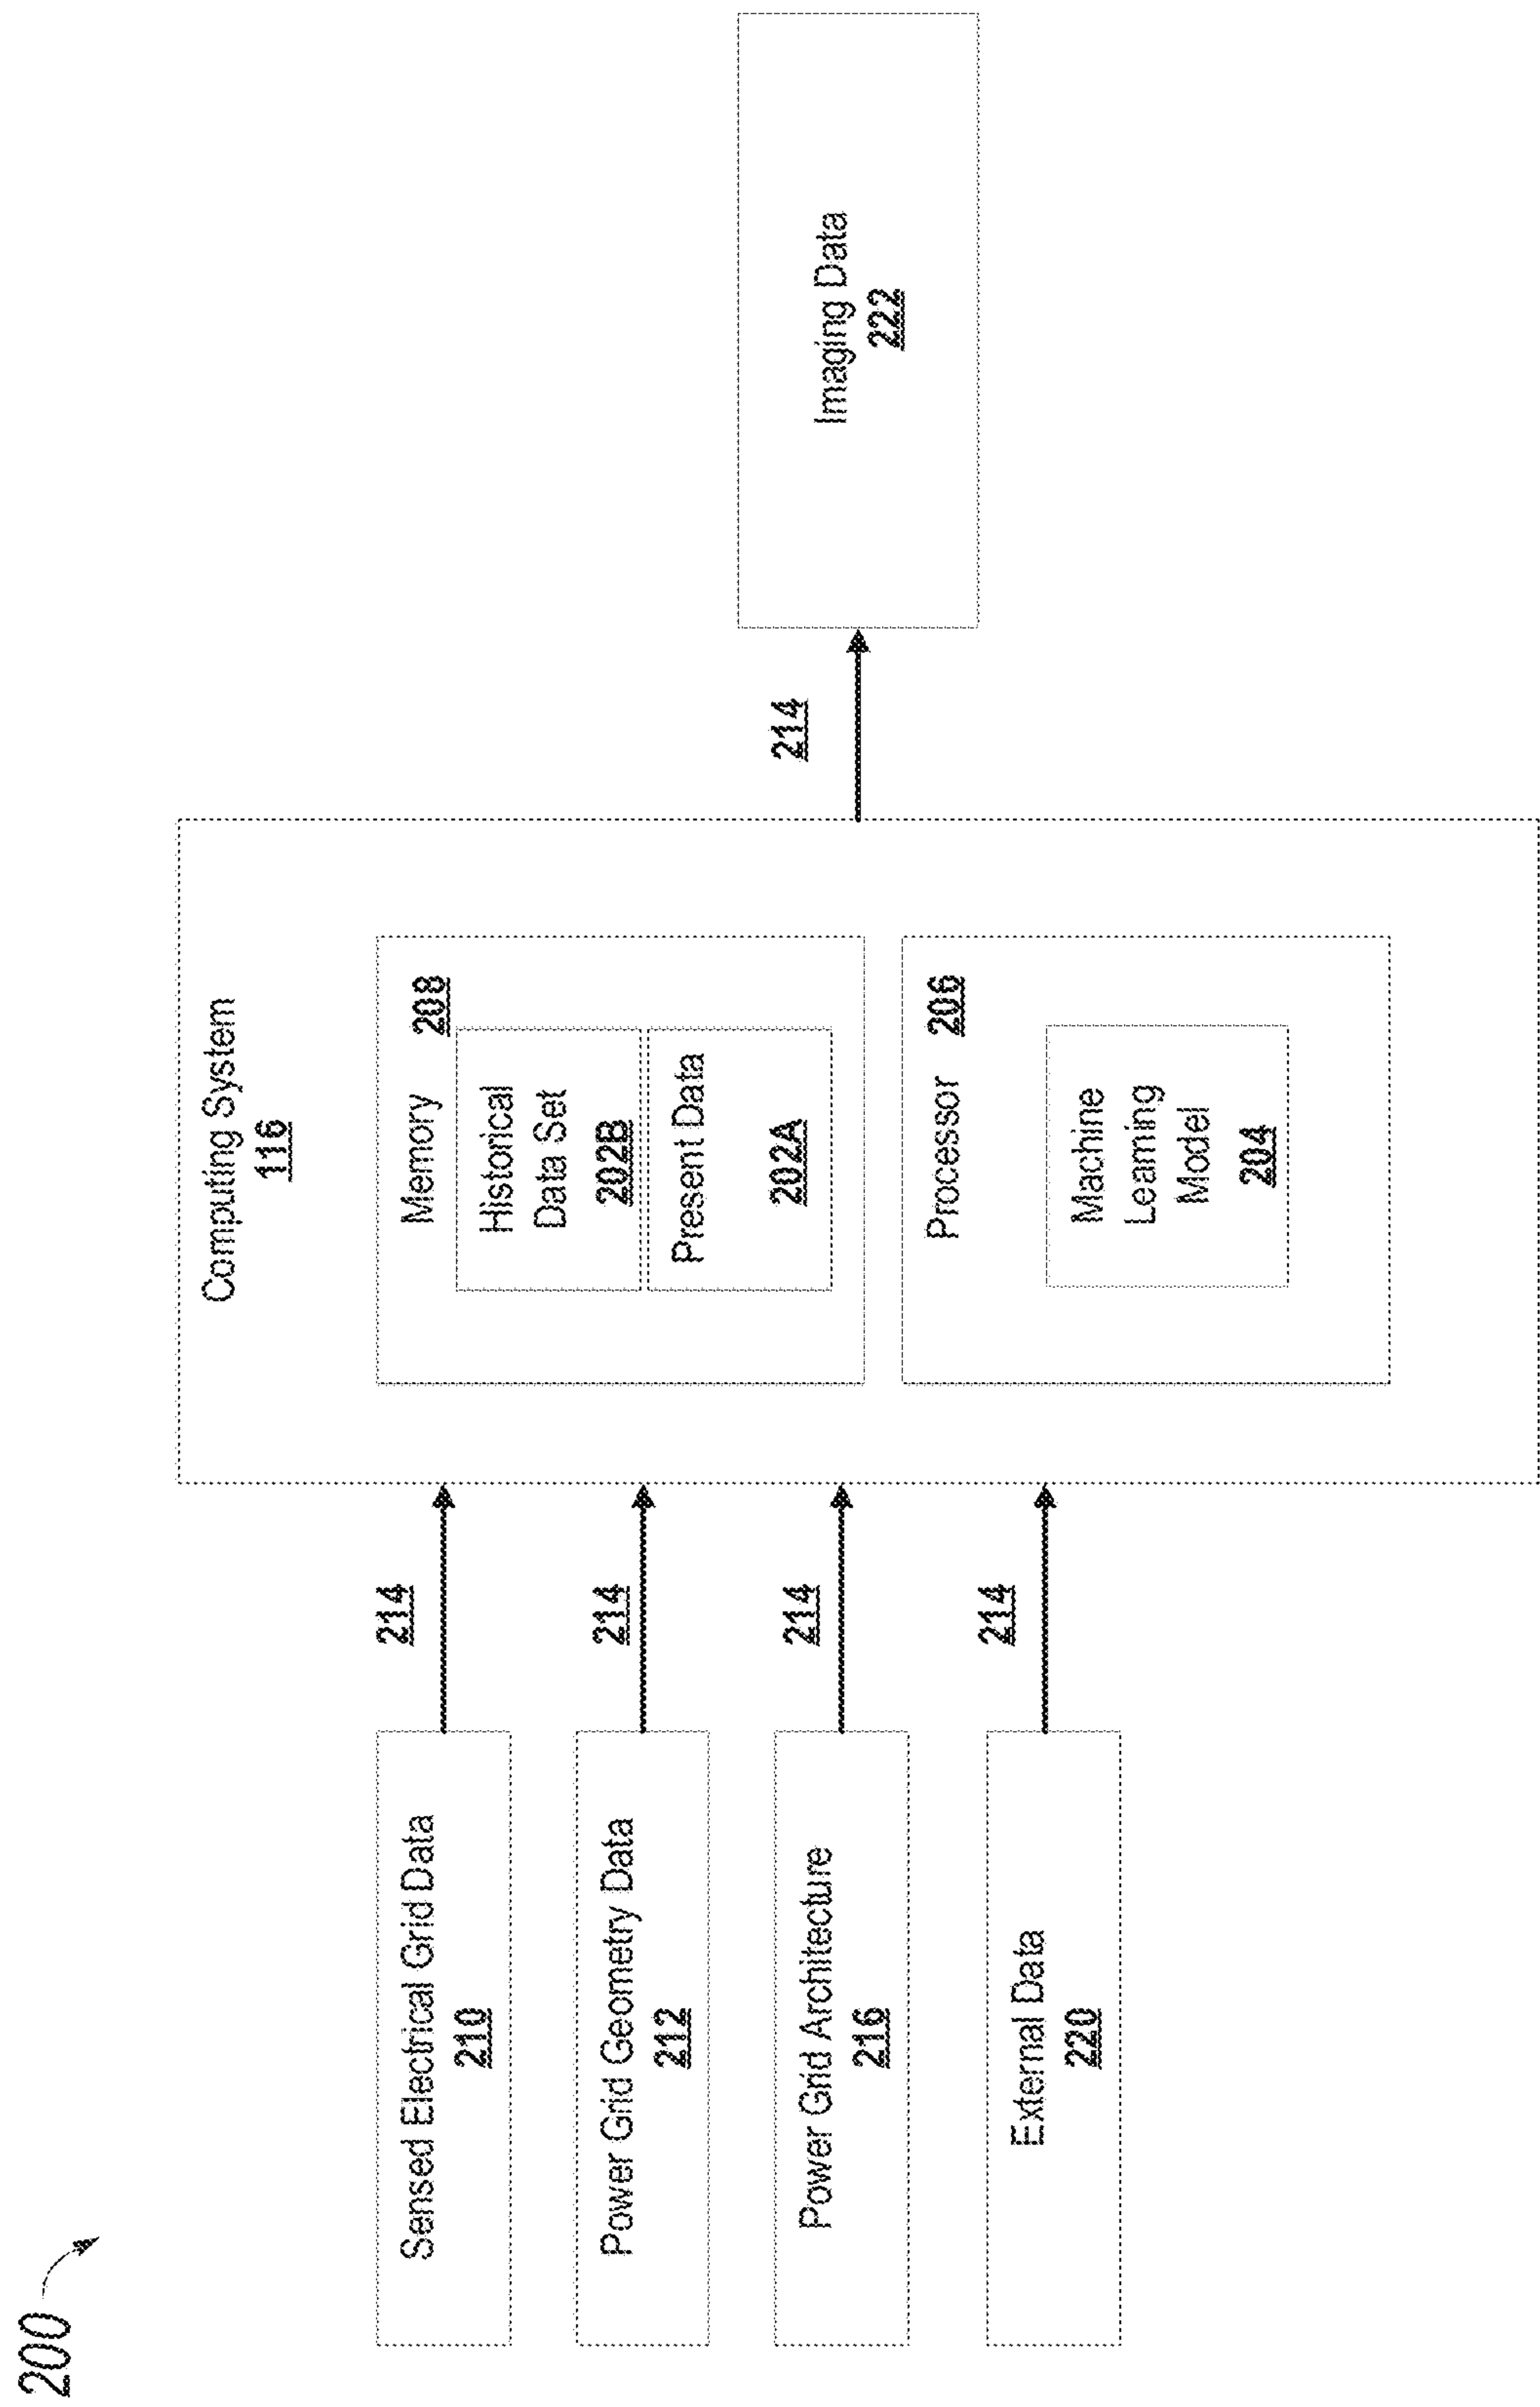 200
Sensed Electrical Grid Data
210
Power Grid Geometry Data
212
Power Grid Architecture
216
External Data
220
214
214
214
214
Computing System
116
Memory 208
Historical
Data Set
202B
Present Data
202A
Processor 206
Machine
Learning
Model
204
214
Imaging Data
222